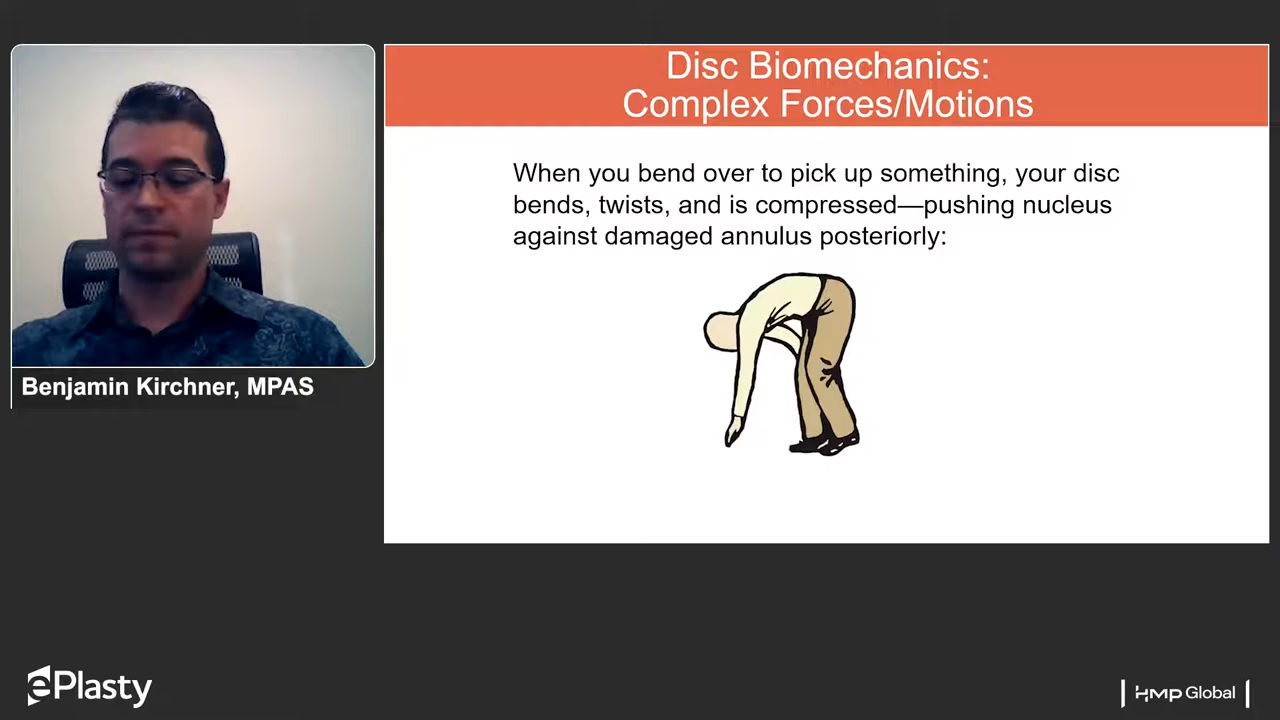 Disc Biomechanics:
Complex Forces/Motions
When you bend over to pick up something, your disc
bends, twists, and is compressed—pushing nucleus
against damaged annulus posteriorly:
Benjamin Kirchner, MPAS
ePlasty
HMP Global